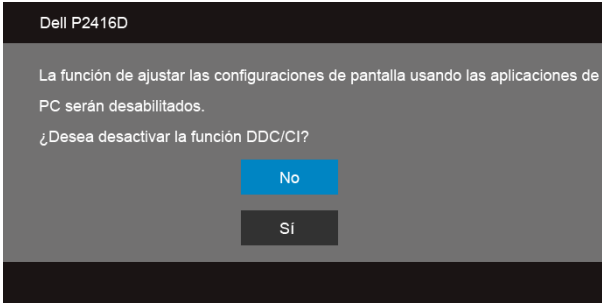 Dell P2416D
La función de ajustar las configuraciones de pantalla usando las aplicaciones de
PC serán desabilitados.
¿Desea desactivar la función DDC/CI?
No
Sí